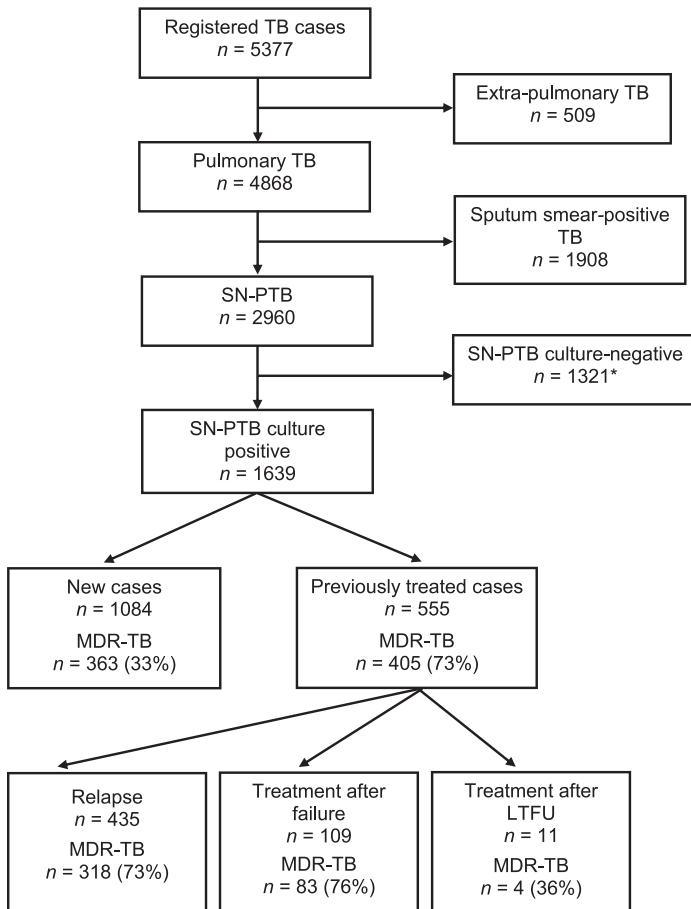 Registered TB cases
n = 5377
Extra-pulmonary TB
n = 509
Pulmonary TB
n = 4868
Sputum smear-positive
TB
n = 1908
SN-PTB
n = 2960
SN-PTB culture-negative
n = 1321*
SN-PTB culture
positive
n = 1639
New cases
n = 1084
MDR-TB
n = 363 (33%)
Previously treated cases
n = 555
MDR-TB
n = 405 (73%)
Relapse
n = 435
MDR-TB
n = 318 (73%)
Treatment after
failure
n = 109
MDR-TB
n = 83 (76%)
Treatment after
LTFU
n = 11
MDR-TB
n = 4 (36%)